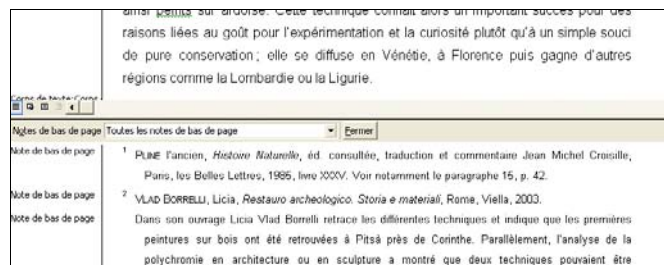 ainsi peints sur ardoise. Cette technique connaît alors un important succès pour des
raisons liées au goût pour l'expérimentation et la curiosité plutôt qu'à un simple souci
de pure conservation ; elle se diffuse en Vénétie, à Florence puis gagne d'autres
régions comme la Lombardie ou la Ligurie.
Corps de texte;Corps
Notes de bas de page Toutes les notes de bas de page Fermer
Note de bas de page 1 PLINE l'ancien, Histoire Naturelle, éd. consultée, traduction et commentaire Jean Michel Croisille,
Paris, les Belles Lettres, 1985, livre XXXV. Voir notamment le paragraphe 15, p. 42.
Note de bas de page 2 VLAD BORRELLI, Licia, Restauro archeologico. Storia e materiali, Rome, Viella, 2003.
Note de bas de page Dans son ouvrage Licia Vlad Borrelli retrace les différentes techniques et indique que les premières
peintures sur bois ont été retrouvées à Pitsá près de Corinthe. Parallèlement, l'analyse de la
polychromie en architecture ou en sculpture a montré que deux techniques pouvaient être